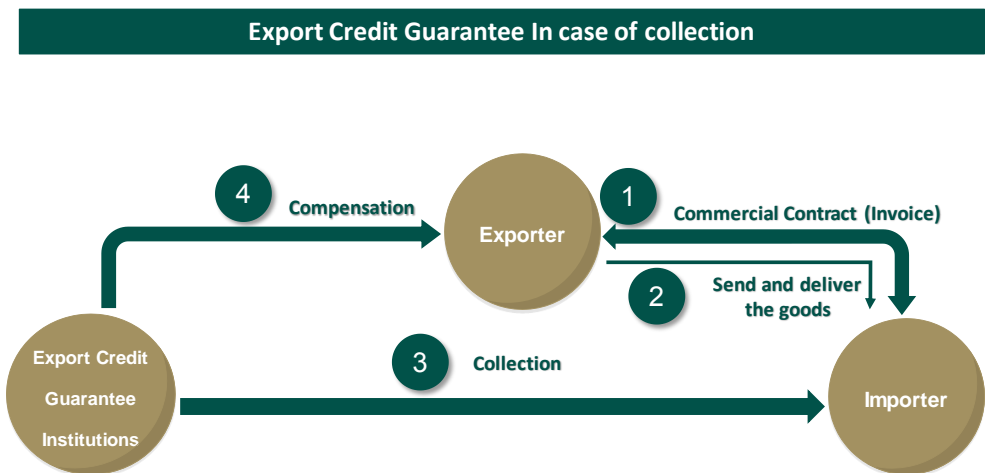 Export Credit Guarantee In case of collection
4
Compensation
Exporter
1
Commercial Contract (Invoice)
2
Send and deliver
the goods
Export Credit
Guarantee
Institutions
3
Collection
Importer